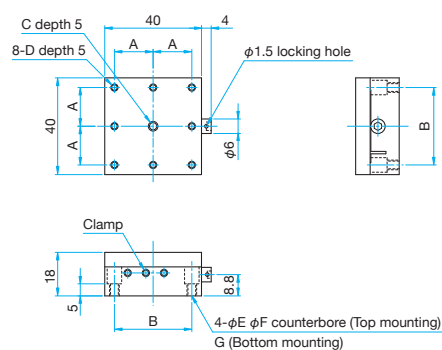 C depth 5
40
4
8-D depth 5
A
A
φ1.5 locking hole
A
40
A
φ6
B
Clamp
18
5
8.8
B
4-φE φF counterbore (Top mounting)
G (Bottom mounting)